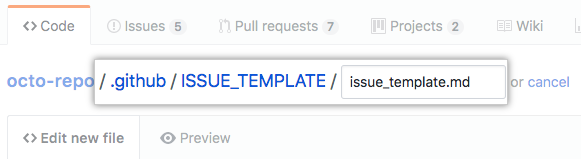 <> Code Issues 5 Pull requests 7 Projects 2 Wiki
octo-repo / .github / ISSUE_TEMPLATE / issue_template.md or cancel
<> Edit new file Preview